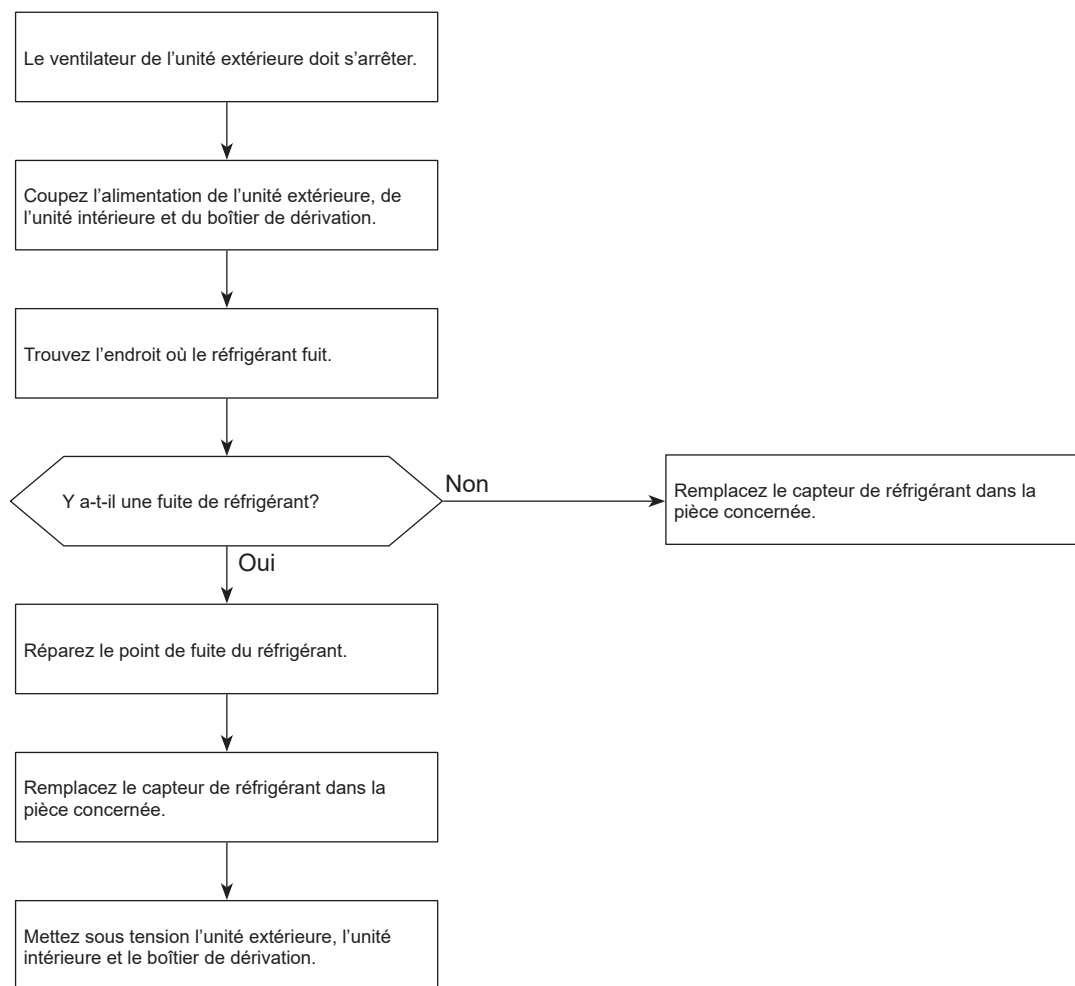 Le ventilateur de l’unité extérieure doit s’arrêter.
Coupez l’alimentation de l’unité extérieure, de
l’unité intérieure et du boîtier de dérivation.
Trouvez l’endroit où le réfrigérant fuit.
Y a-t-il une fuite de réfrigérant?
Non
Remplacez le capteur de réfrigérant dans la
pièce concernée.
Oui
Réparez le point de fuite du réfrigérant.
Remplacez le capteur de réfrigérant dans la
pièce concernée.
Mettez sous tension l’unité extérieure, l’unité
intérieure et le boîtier de dérivation.